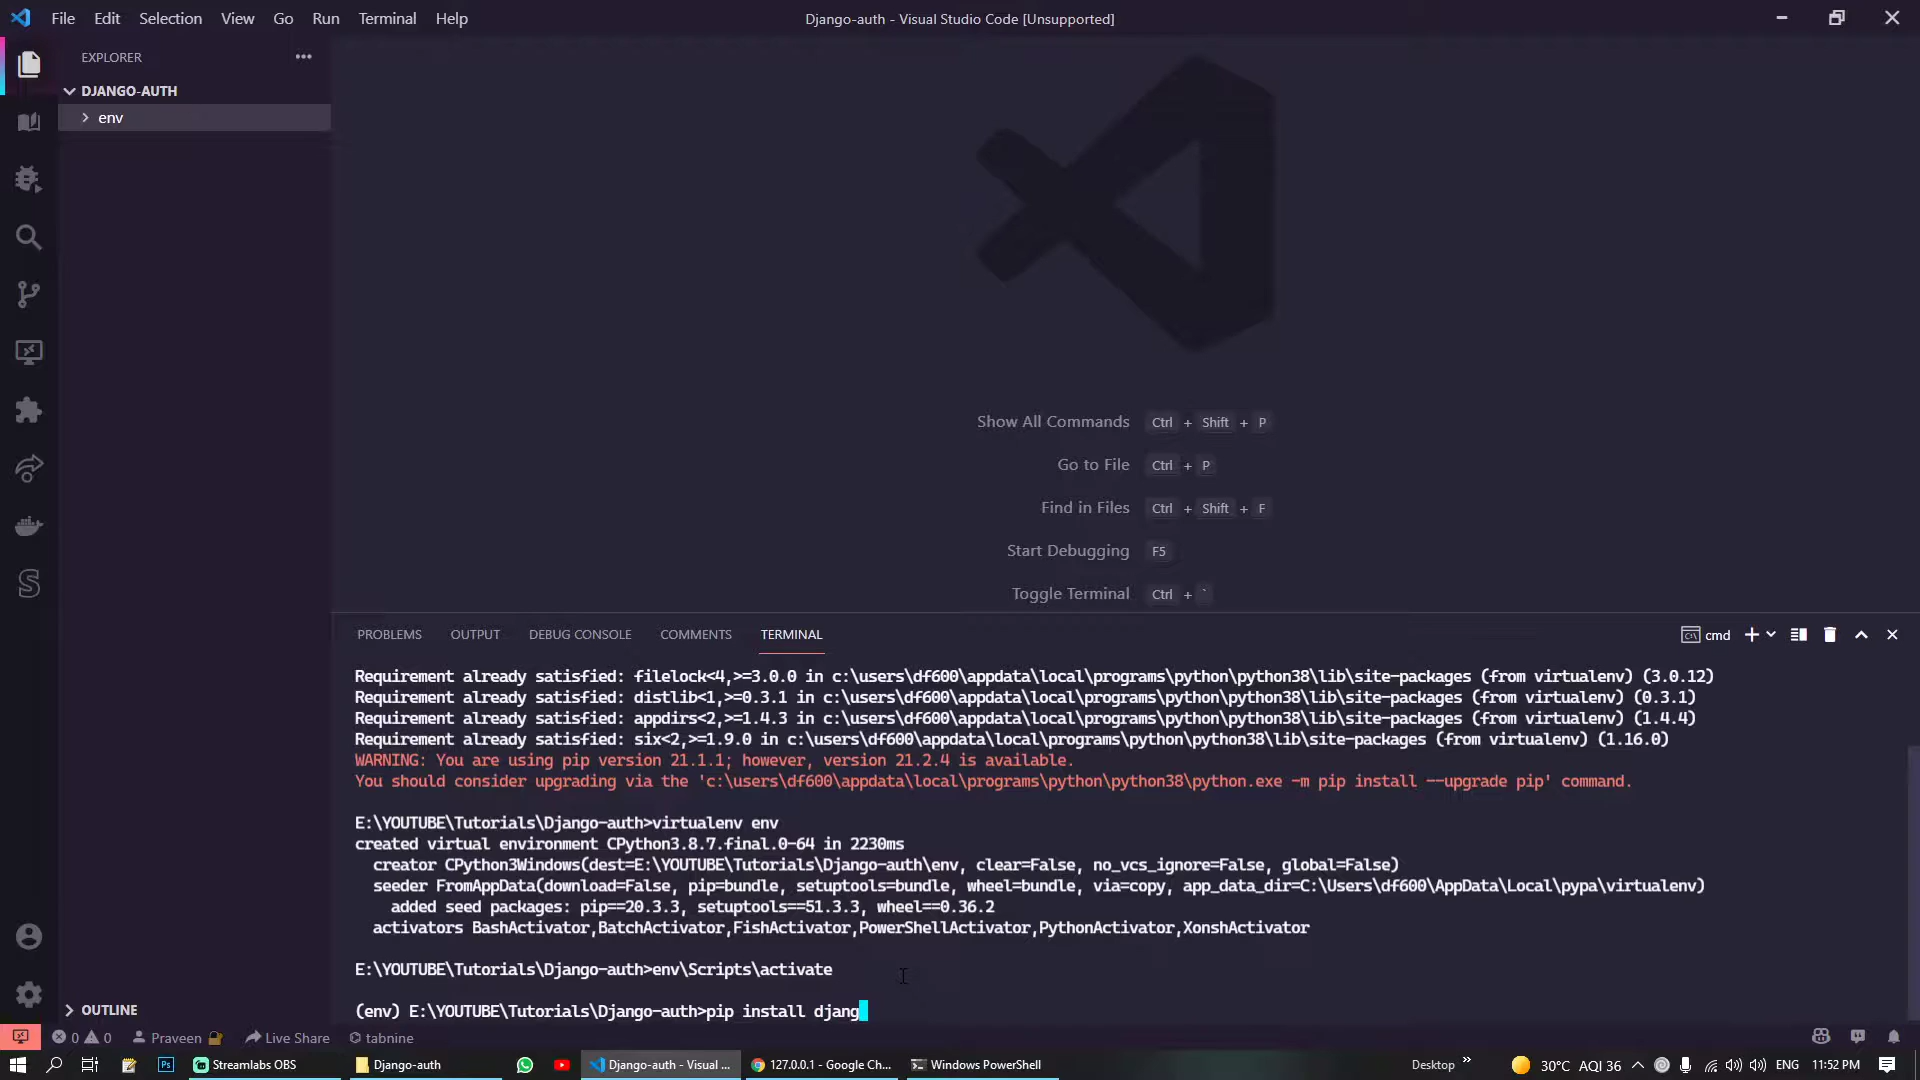 File Edit Selection View Go Run Terminal Help
Django-auth - Visual Studio Code [Unsupported]
EXPLORER
DJANGO-AUTH
env
Show All Commands Ctrl + Shift + P
Go to File Ctrl + P
Find in Files Ctrl + Shift + F
Start Debugging F5
Toggle Terminal Ctrl + `
PROBLEMS OUTPUT DEBUG CONSOLE COMMENTS TERMINAL
cmd
Requirement already satisfied: filelock<4,>=3.0.0 in c:\users\df600\appdata\local\programs\python\python38\lib\site-packages (from virtualenv) (3.0.12)
Requirement already satisfied: distlib<1,>=0.3.1 in c:\users\df600\appdata\local\programs\python\python38\lib\site-packages (from virtualenv) (0.3.1)
Requirement already satisfied: appdirs<2,>=1.4.3 in c:\users\df600\appdata\local\programs\python\python38\lib\site-packages (from virtualenv) (1.4.4)
Requirement already satisfied: six<2,>=1.9.0 in c:\users\df600\appdata\local\programs\python\python38\lib\site-packages (from virtualenv) (1.16.0)
WARNING: You are using pip version 21.1.1; however, version 21.2.4 is available.
You should consider upgrading via the 'c:\users\df600\appdata\local\programs\python\python38\python.exe -m pip install --upgrade pip' command.
E:\YOUTUBE\Tutorials\Django-auth>virtualenv env
created virtual environment CPython3.8.7.final.0-64 in 2230ms
creator CPython3Windows(dest=E:\YOUTUBE\Tutorials\Django-auth\env, clear=False, no_vcs_ignore=False, global=False)
seeder FromAppData(download=False, pip=bundle, setuptools=bundle, wheel=bundle, via=copy, app_data_dir=C:\Users\df600\AppData\Local\pypa\virtualenv)
added seed packages: pip==20.3.3, setuptools==51.3.3, wheel==0.36.2
activators BashActivator,BatchActivator,FishActivator,PowerShellActivator,PythonActivator,XonshActivator
E:\YOUTUBE\Tutorials\Django-auth>env\Scripts\activate
(env) E:\YOUTUBE\Tutorials\Django-auth>pip install djang
OUTLINE
0 0 Praveen Live Share tabnine
Streamlabs OBS Django-auth Django-auth - Visual ... 127.0.0.1 - Google Ch... Windows PowerShell Desktop 30°C AQI 36 ENG 11:52 PM